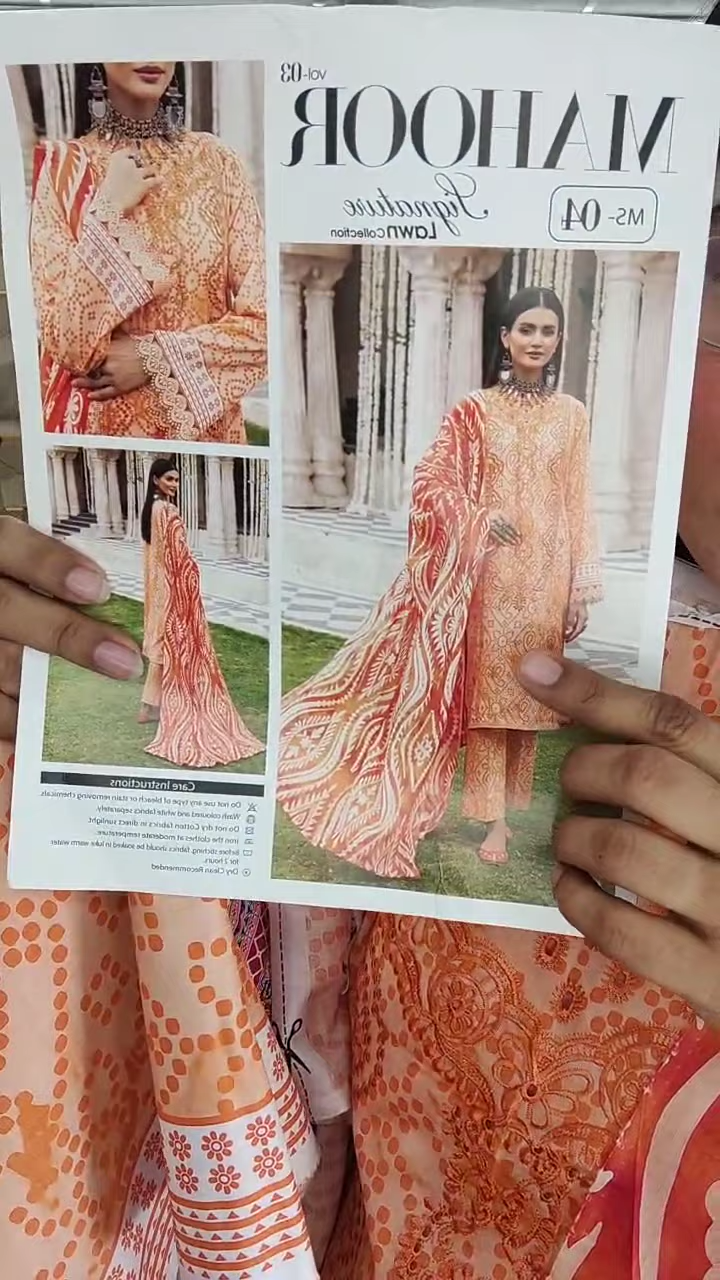 MAHOOR vol-03
Signature
Lawn Collection
MS- 04
Care Instructions
Do not use any type of bleach or stain removing chemicals.
Wash coloured and white fabrics separately.
Do not dry Cotton fabrics in direct sunlight.
Iron the clothes at moderate temperature.
Before stitching, fabrics should be soaked in luke warm water
for 2 hours.
Dry Clean Recommended